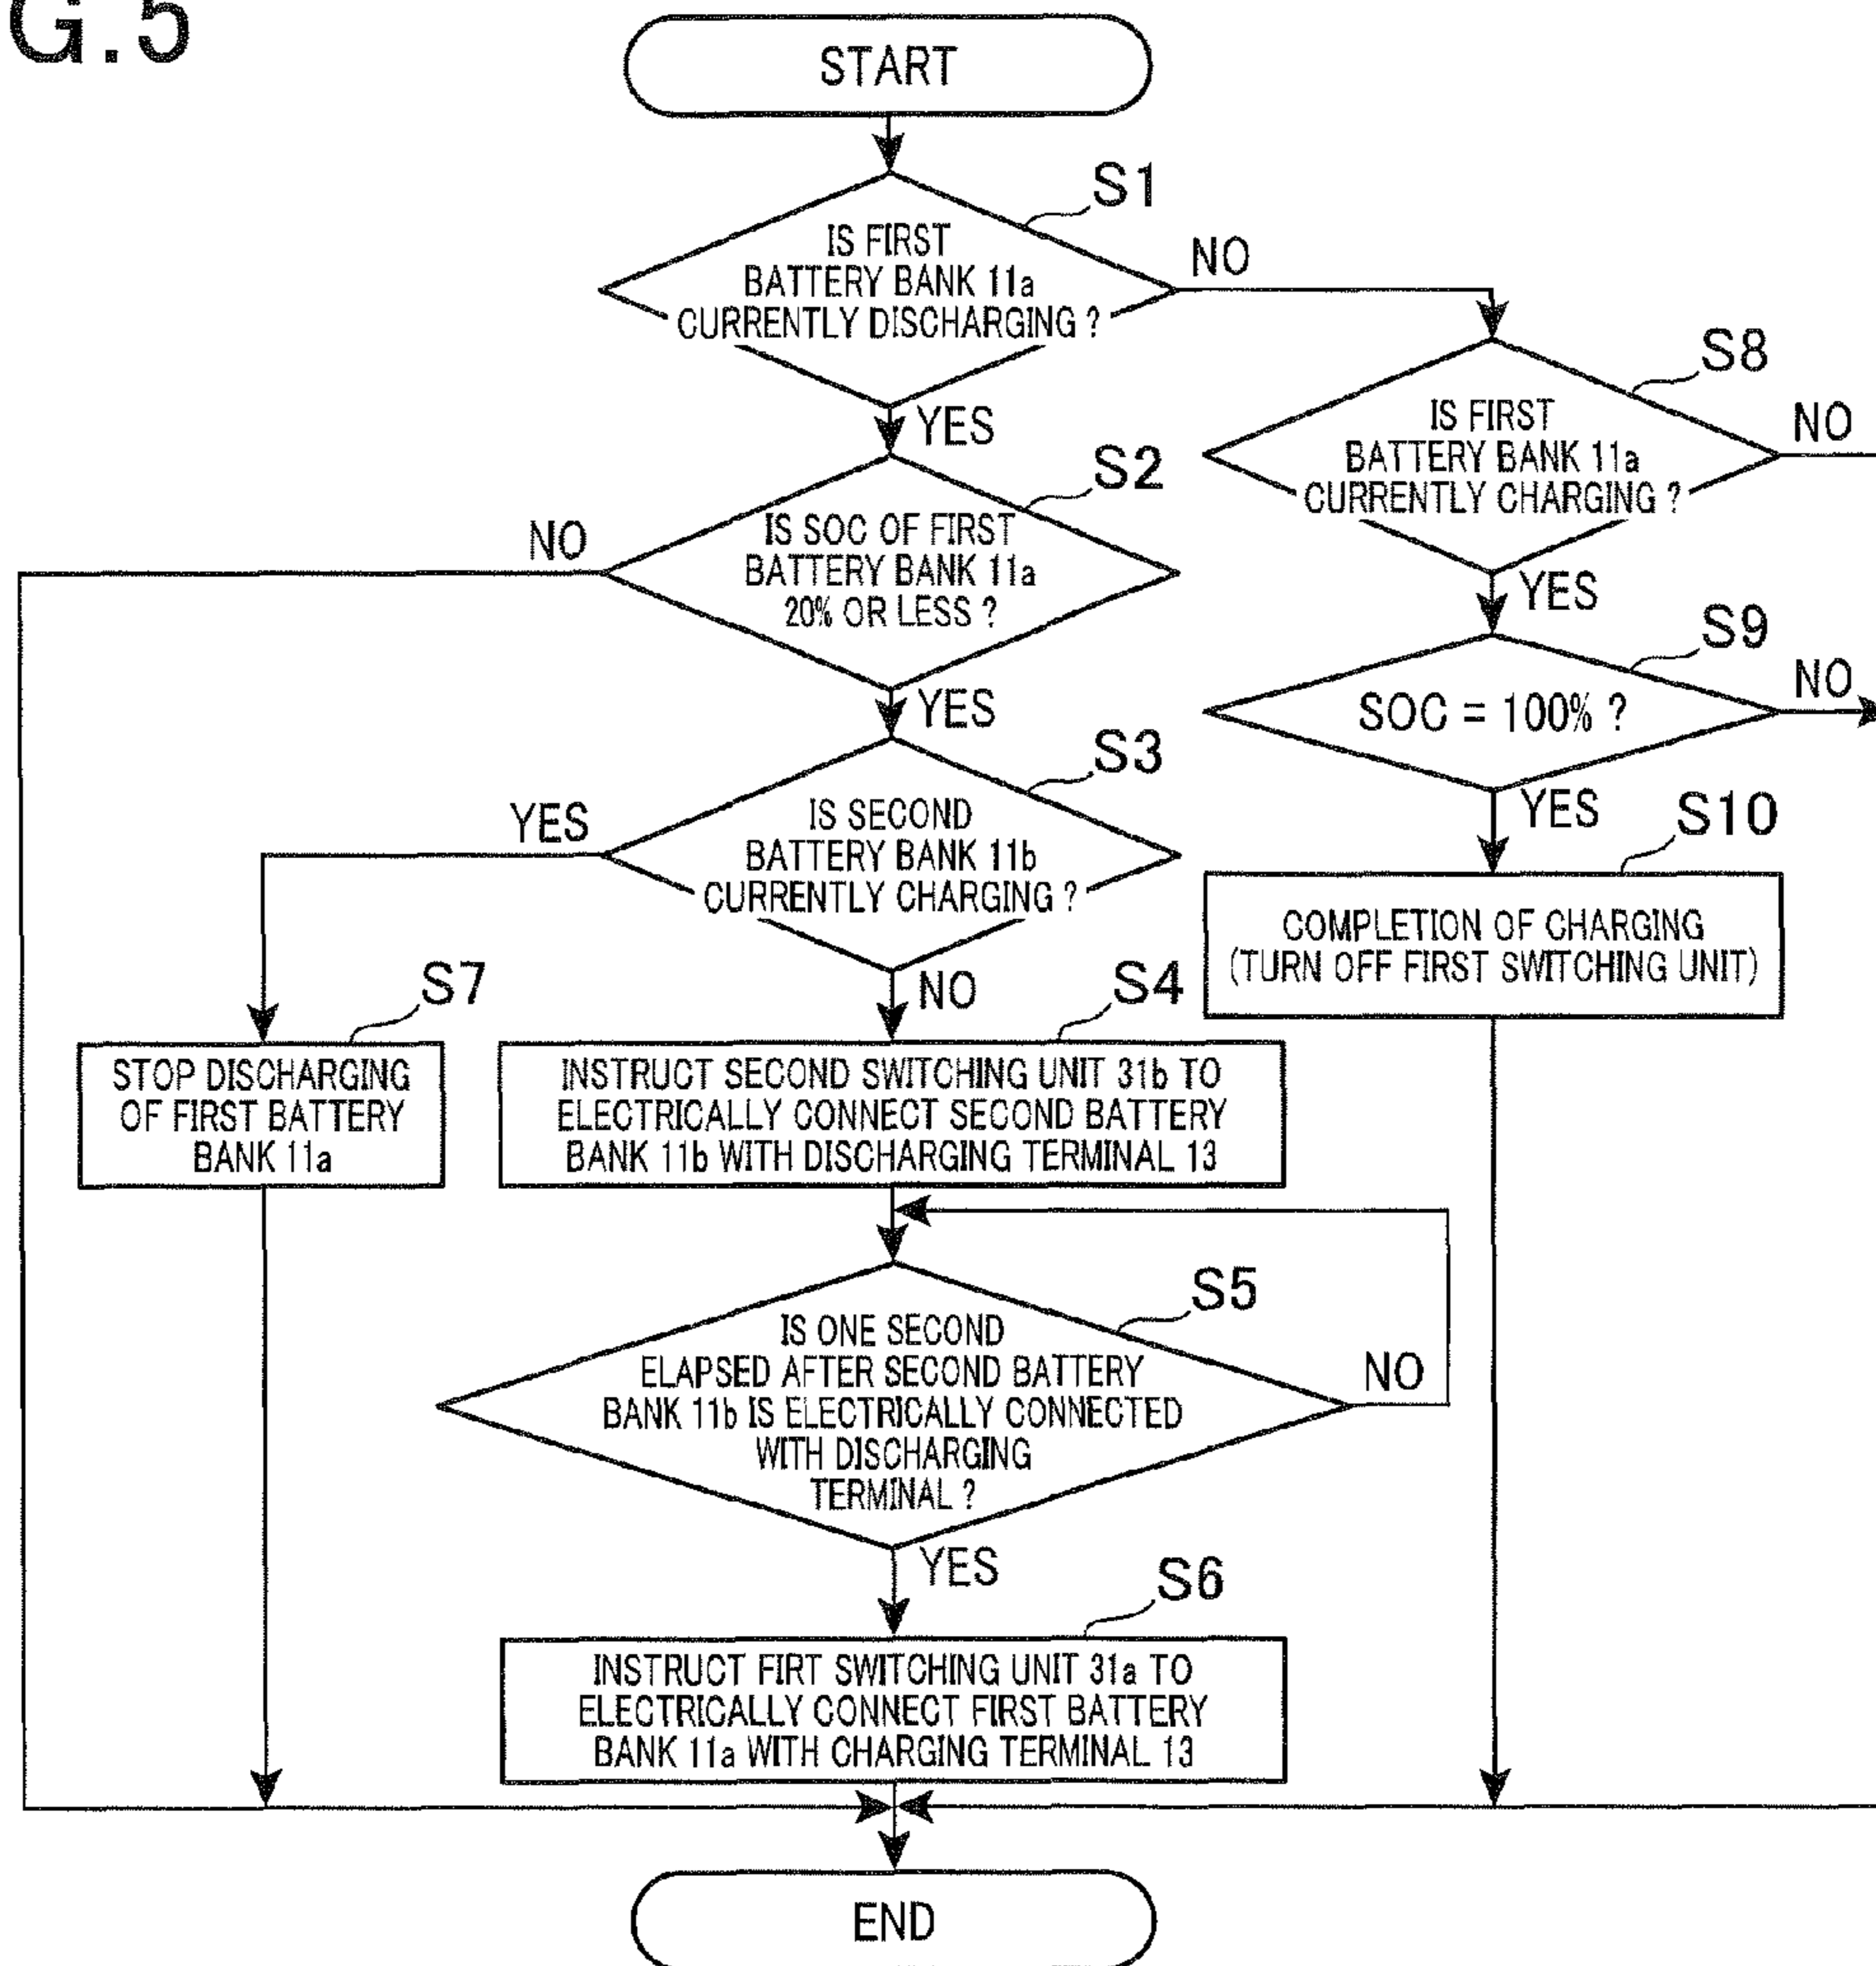 G.5
START
S1
IS FIRST
BATTERY BANK 11a
CURRENTLY DISCHARGING ?
NO
YES
S8
IS FIRST
BATTERY BANK 11a
CURRENTLY CHARGING ?
NO
YES
S2
IS SOC OF FIRST
BATTERY BANK 11a
20% OR LESS ?
NO
YES
S9
SOC = 100% ?
NO
YES
S3
IS SECOND
BATTERY BANK 11b
CURRENTLY CHARGING ?
YES
NO
S10
COMPLETION OF CHARGING
(TURN OFF FIRST SWITCHING UNIT)
S7
STOP DISCHARGING
OF FIRST BATTERY
BANK 11a
S4
INSTRUCT SECOND SWITCHING UNIT 31b TO
ELECTRICALLY CONNECT SECOND BATTERY
BANK 11b WITH DISCHARGING TERMINAL 13
S5
IS ONE SECOND
ELAPSED AFTER SECOND BATTERY
BANK 11b IS ELECTRICALLY CONNECTED
WITH DISCHARGING
TERMINAL ?
NO
YES
S6
INSTRUCT FIRT SWITCHING UNIT 31a TO
ELECTRICALLY CONNECT FIRST BATTERY
BANK 11a WITH CHARGING TERMINAL 13
END